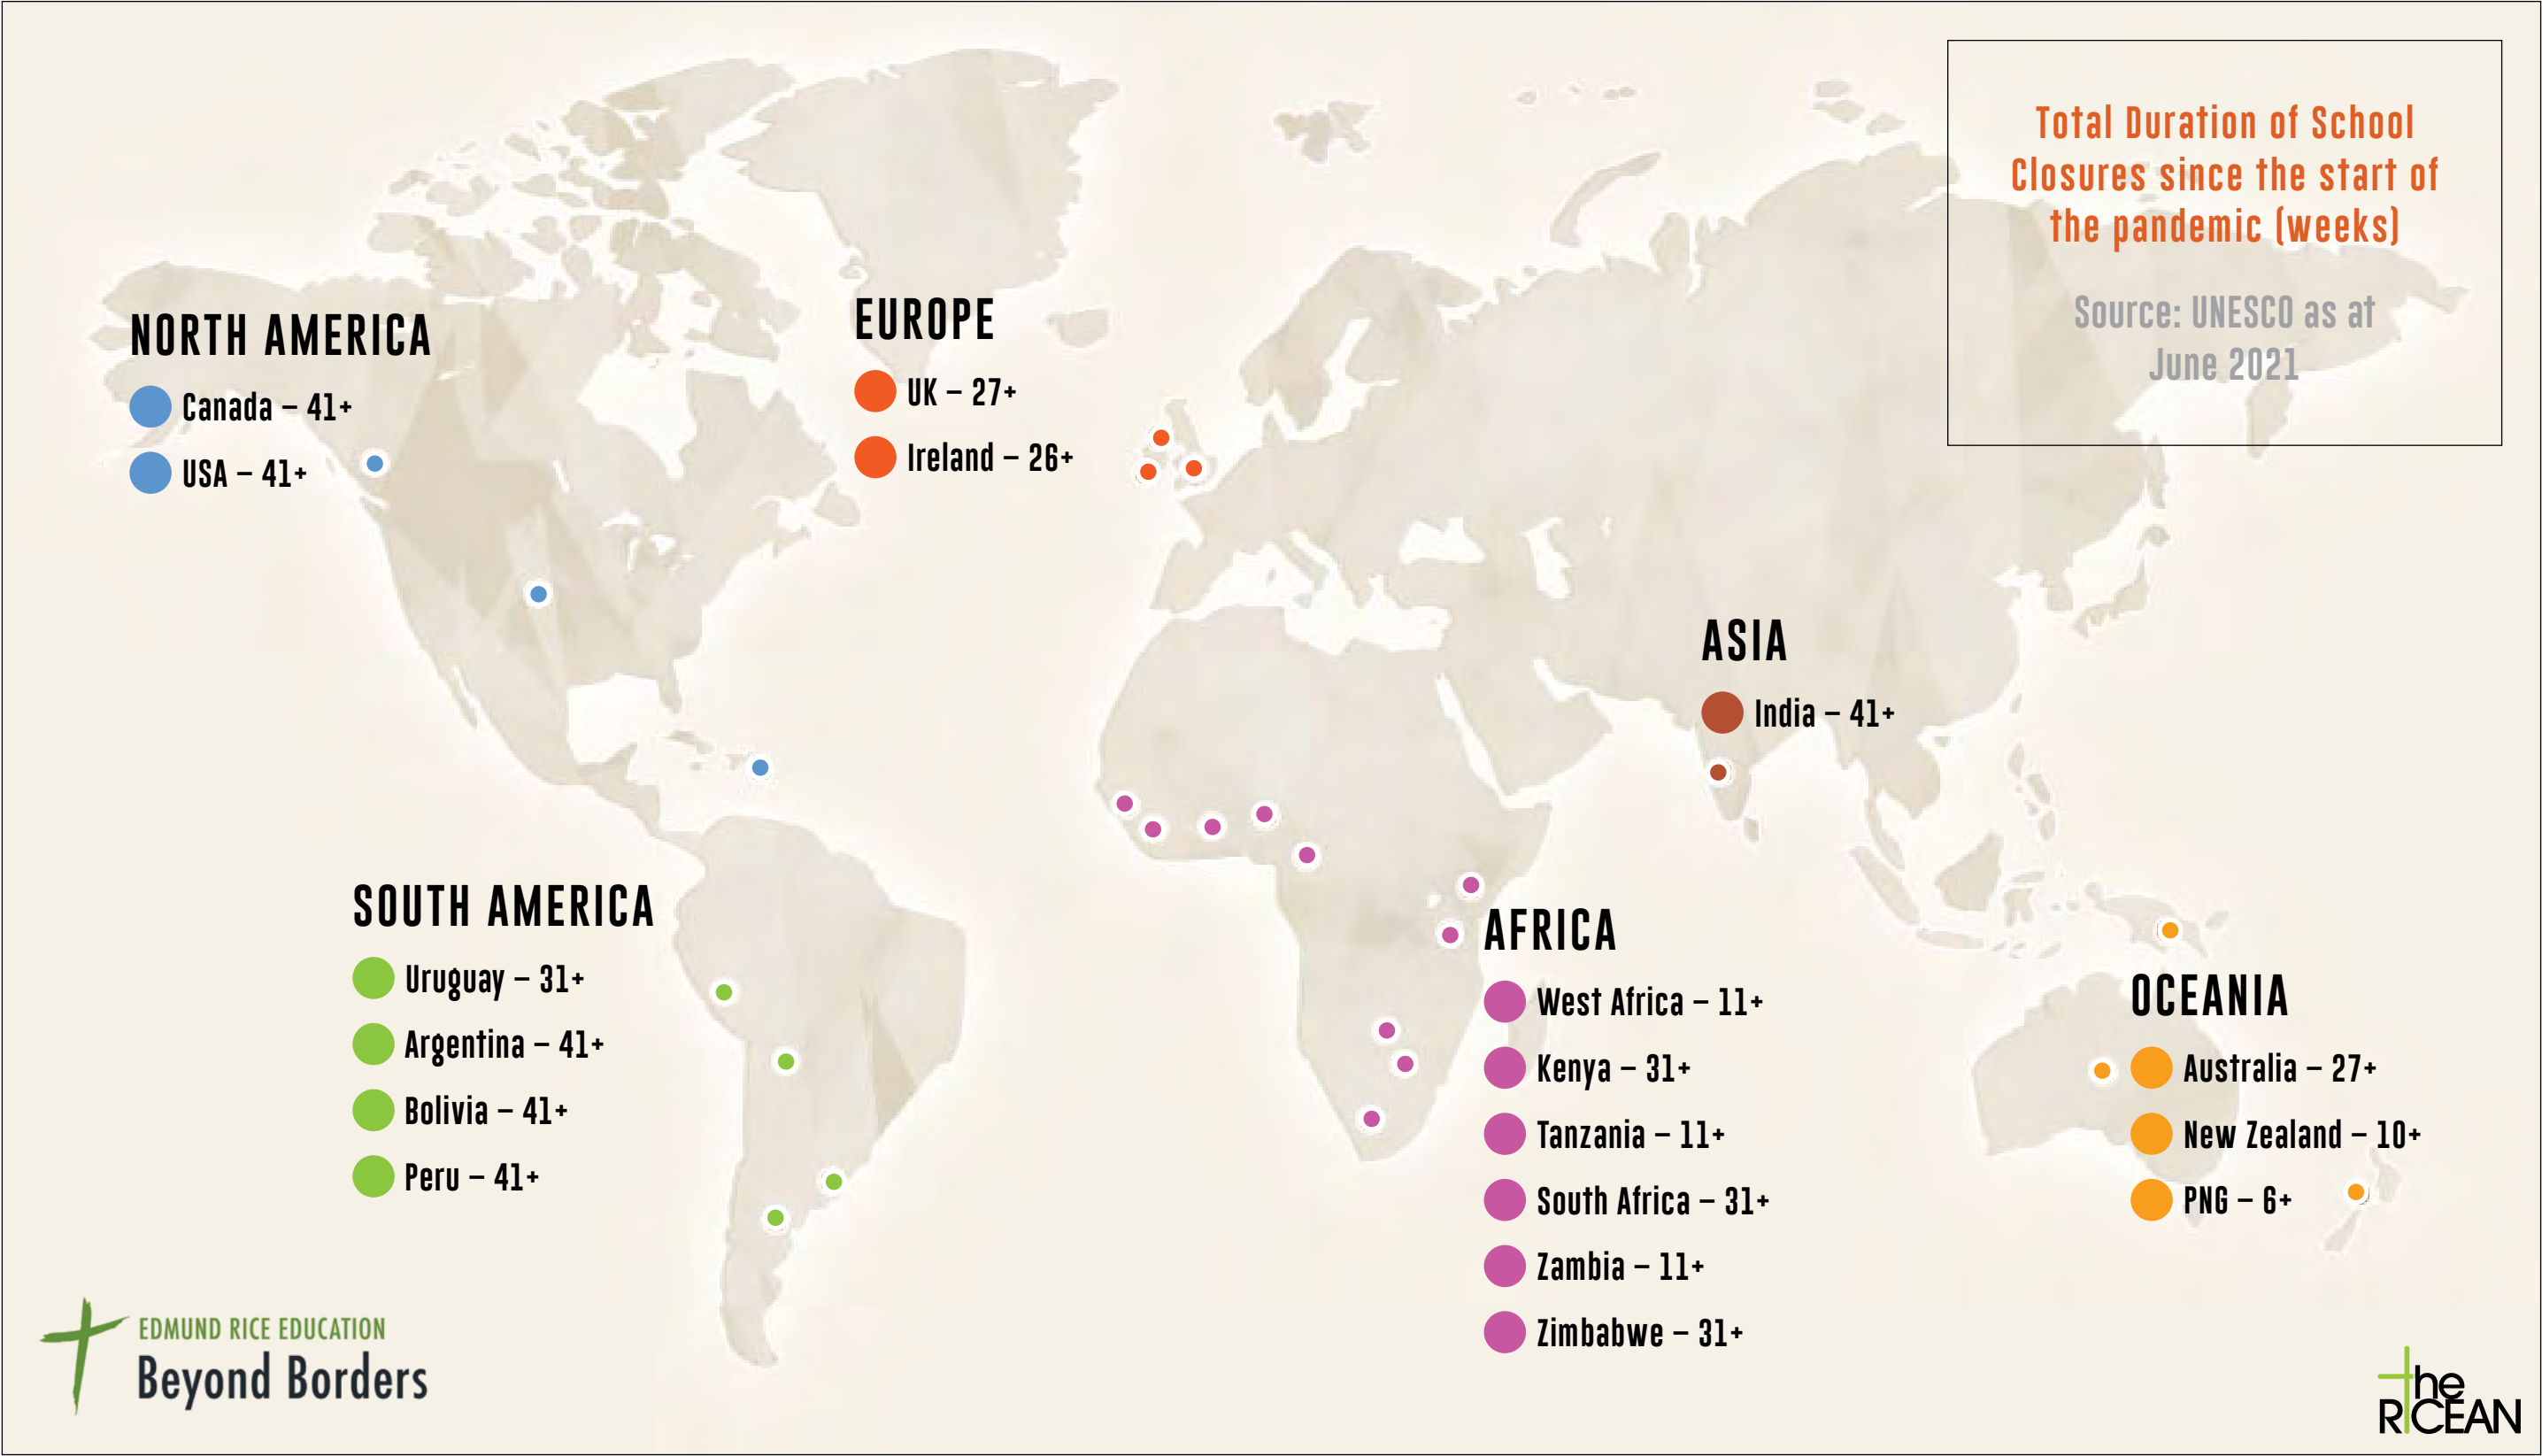 Total Duration of School
Closures since the start of
the pandemic (weeks)
Source: UNESCO as at
June 2021
NORTH AMERICA
Canada – 41+
USA – 41+
EUROPE
UK – 27+
Ireland – 26+
ASIA
India – 41+
SOUTH AMERICA
Uruguay – 31+
Argentina – 41+
Bolivia – 41+
Peru – 41+
AFRICA
West Africa – 11+
Kenya – 31+
Tanzania – 11+
South Africa – 31+
Zambia – 11+
Zimbabwe – 31+
OCEANIA
Australia – 27+
New Zealand – 10+
PNG – 6+
EDMUND RICE EDUCATION
Beyond Borders
the
RICEAN